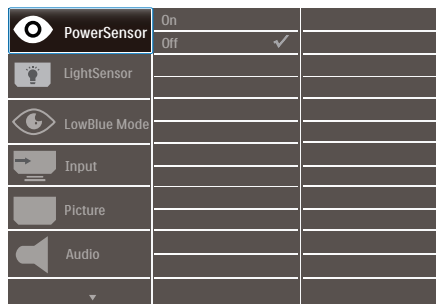 PowerSensor
On
Off
LightSensor
LowBlue Mode
Input
Picture
Audio